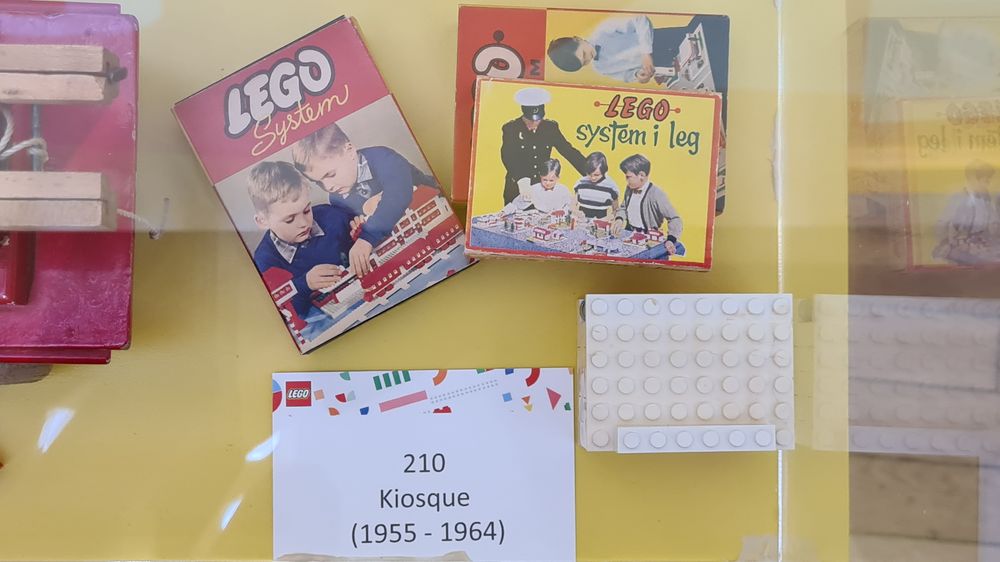 LEGO
System
LEGO
system i leg
LEGO
210
Kiosque
(1955 - 1964)